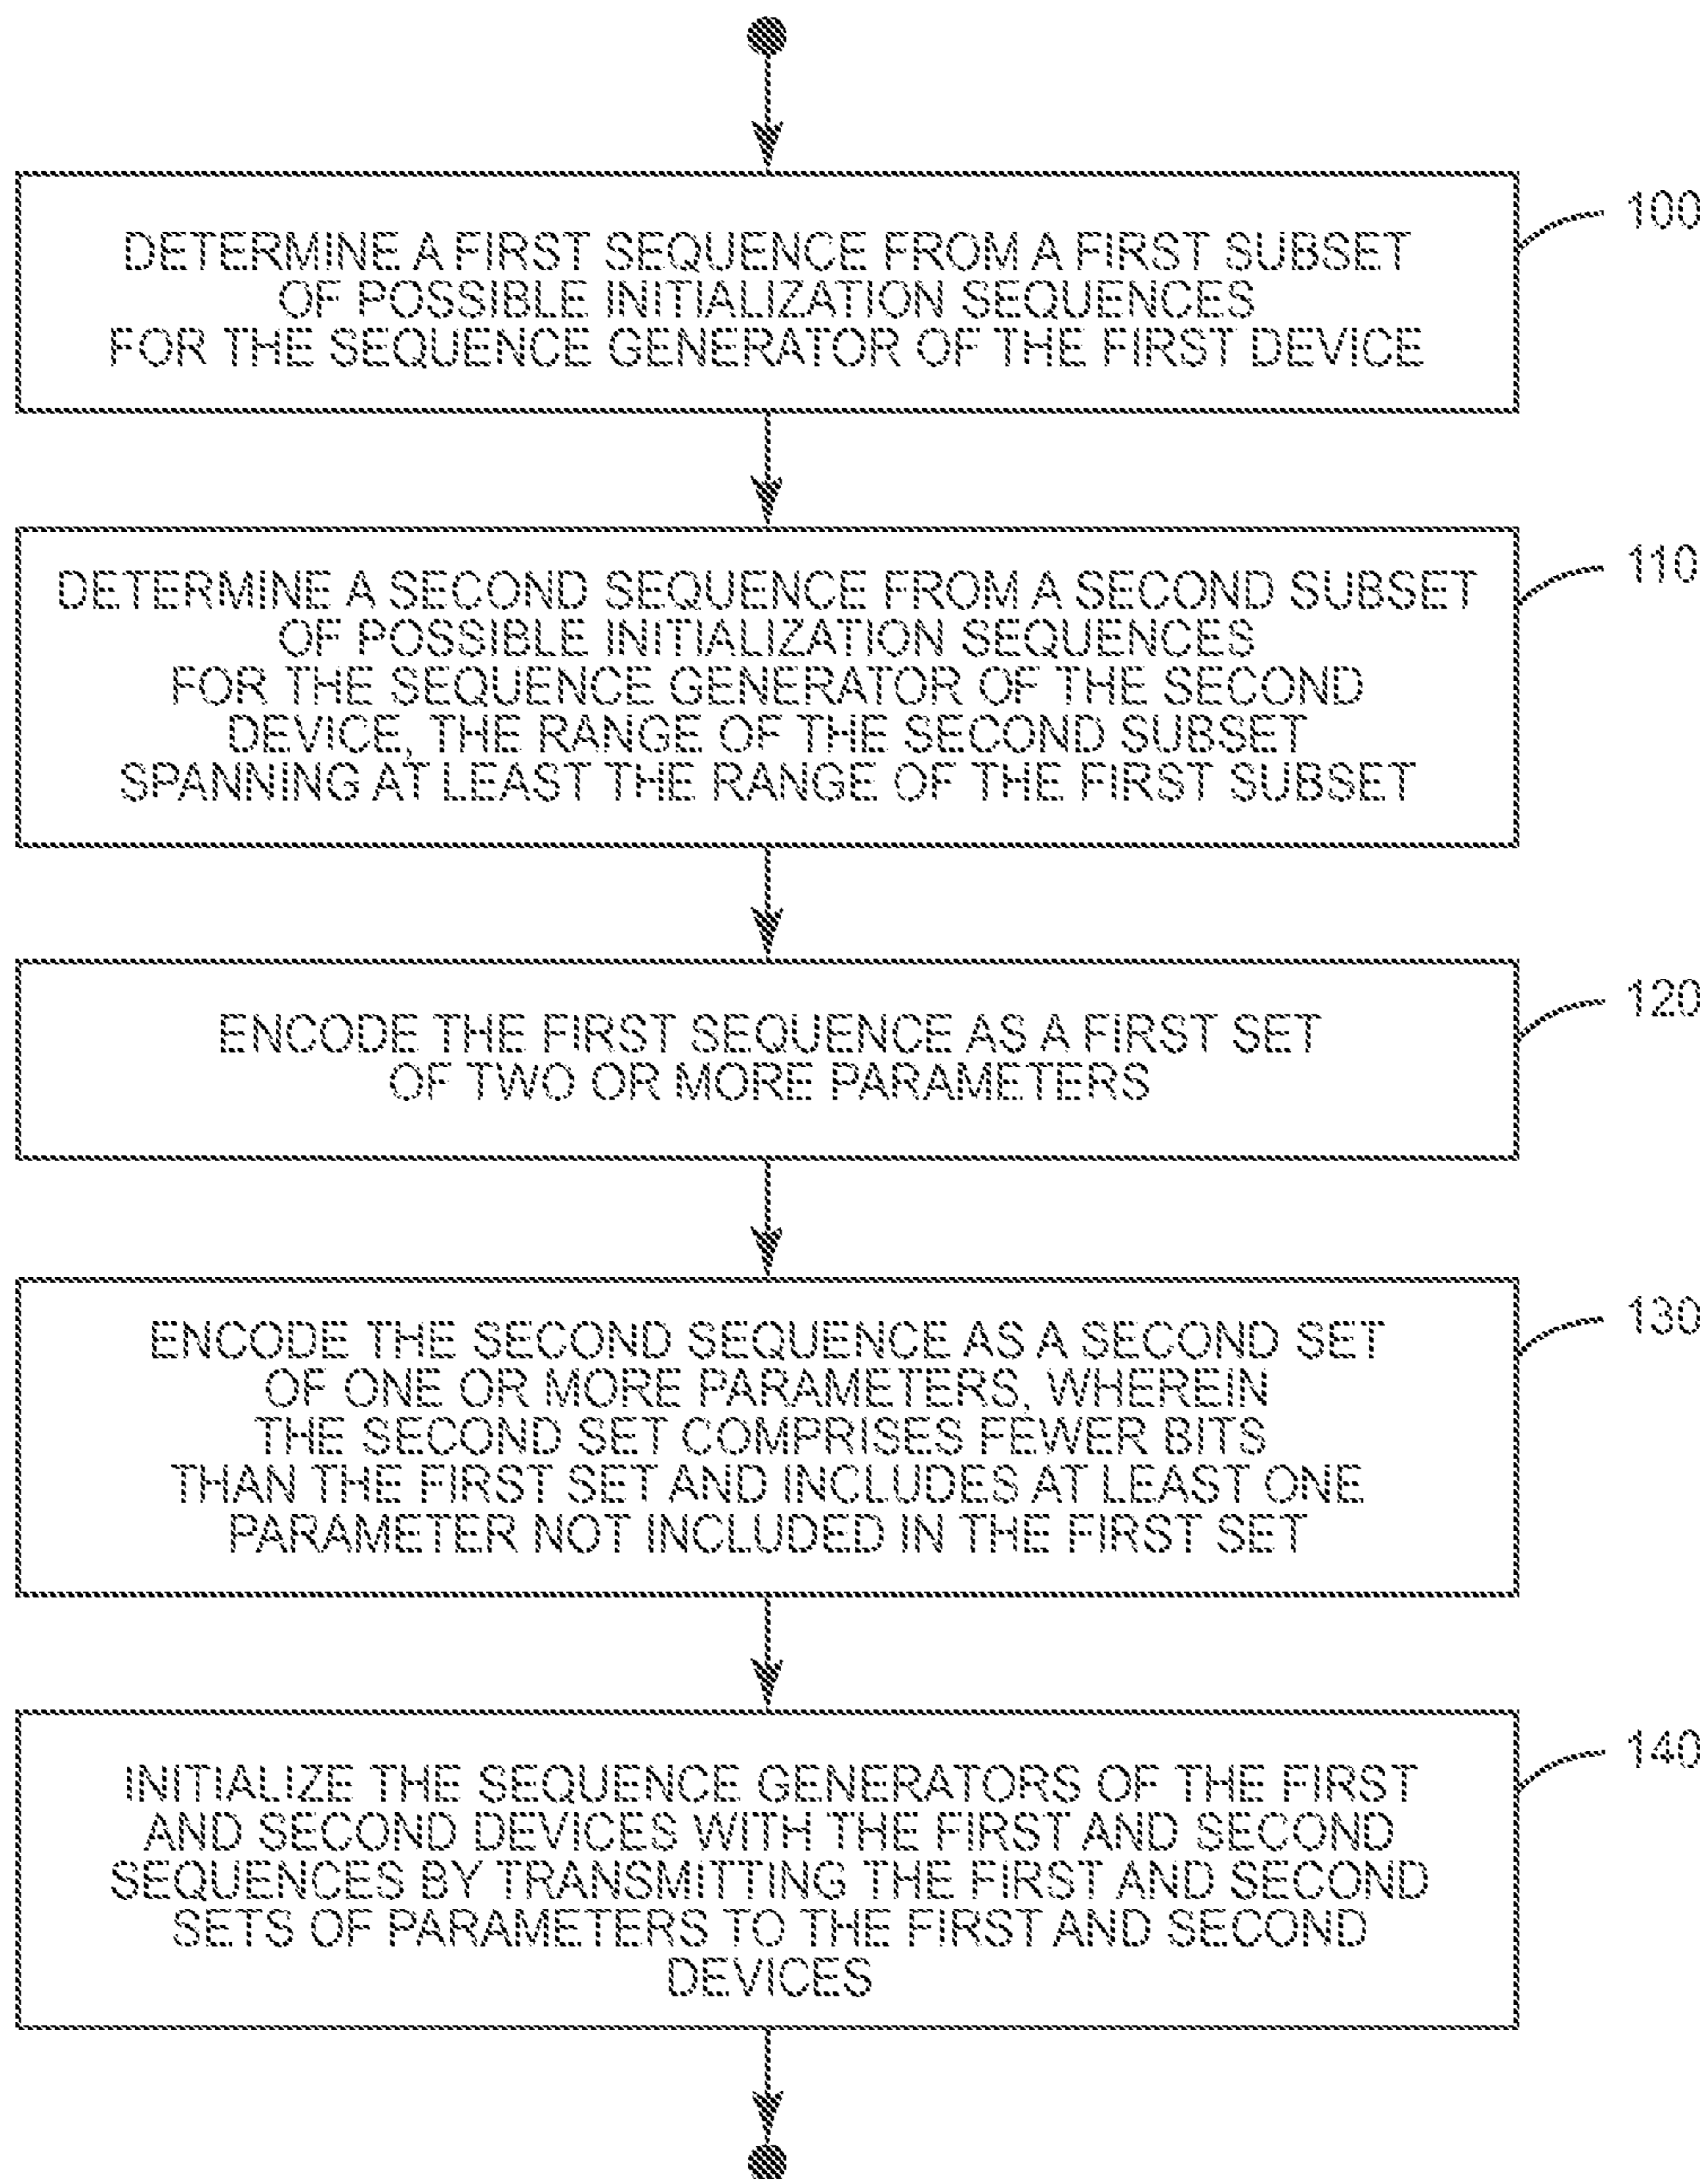 100
DETERMINE A FIRST SEQUENCE FROM A FIRST SUBSET
OF POSSIBLE INITIALIZATION SEQUENCES
FOR THE SEQUENCE GENERATOR OF THE FIRST DEVICE
110
DETERMINE A SECOND SEQUENCE FROM A SECOND SUBSET
OF POSSIBLE INITIALIZATION SEQUENCES
FOR THE SEQUENCE GENERATOR OF THE SECOND
DEVICE, THE RANGE OF THE SECOND SUBSET
SPANNING AT LEAST THE RANGE OF THE FIRST SUBSET
120
ENCODE THE FIRST SEQUENCE AS A FIRST SET
OF TWO OR MORE PARAMETERS
130
ENCODE THE SECOND SEQUENCE AS A SECOND SET
OF ONE OR MORE PARAMETERS, WHEREIN
THE SECOND SET COMPRISES FEWER BITS
THAN THE FIRST SET AND INCLUDES AT LEAST ONE
PARAMETER NOT INCLUDED IN THE FIRST SET
140
INITIALIZE THE SEQUENCE GENERATORS OF THE FIRST
AND SECOND DEVICES WITH THE FIRST AND SECOND
SEQUENCES BY TRANSMITTING THE FIRST AND SECOND
SETS OF PARAMETERS TO THE FIRST AND SECOND
DEVICES